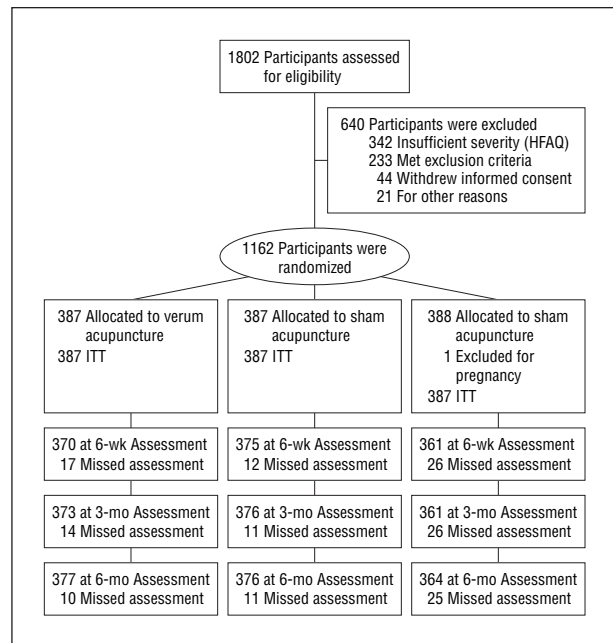 1802 Participants assessed
for eligibility
640 Participants were excluded
342 Insufficient severity (HFAQ)
233 Met exclusion criteria
44 Withdrew informed consent
21 For other reasons
1162 Participants were
randomized
387 Allocated to verum
acupuncture
387 ITT
387 Allocated to sham
acupuncture
387 ITT
388 Allocated to sham
acupuncture
1 Excluded for
pregnancy
387 ITT
370 at 6-wk Assessment
17 Missed assessment
375 at 6-wk Assessment
12 Missed assessment
361 at 6-wk Assessment
26 Missed assessment
373 at 3-mo Assessment
14 Missed assessment
376 at 3-mo Assessment
11 Missed assessment
361 at 3-mo Assessment
26 Missed assessment
377 at 6-mo Assessment
10 Missed assessment
376 at 6-mo Assessment
11 Missed assessment
364 at 6-mo Assessment
25 Missed assessment